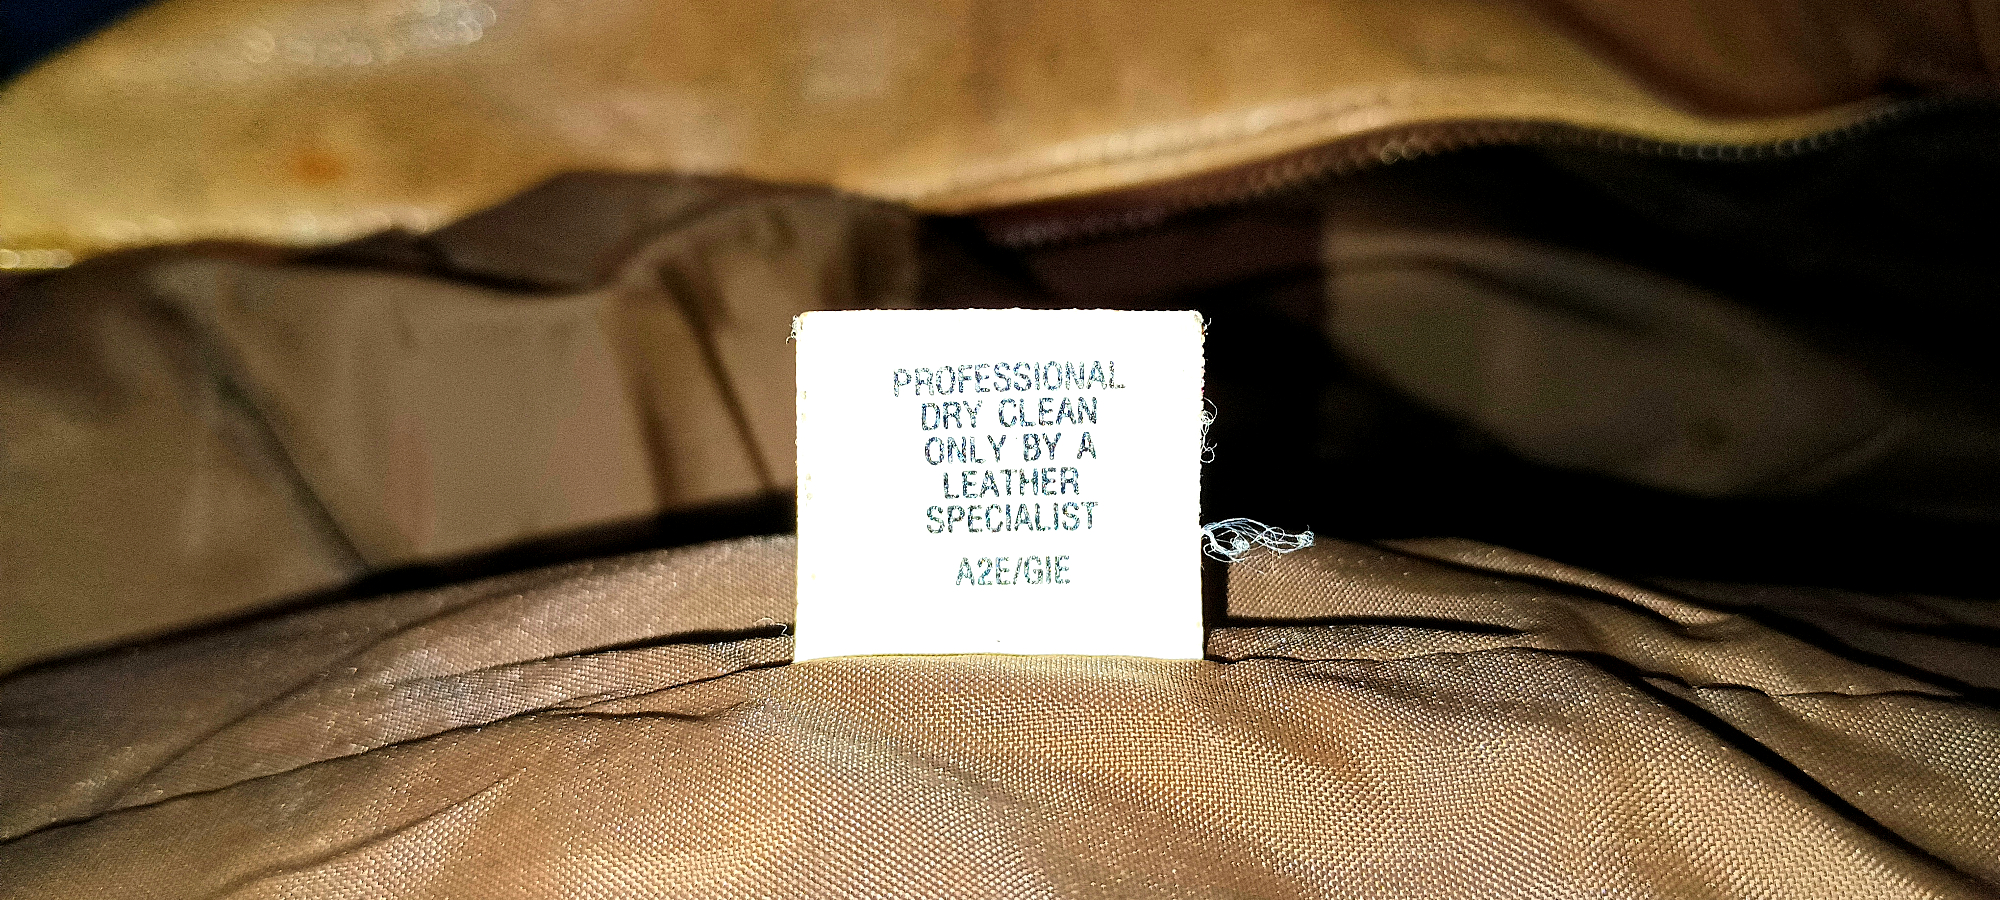 PROFESSIONAL
DRY CLEAN
ONLY BY A
LEATHER
SPECIALIST
A2E/GIE